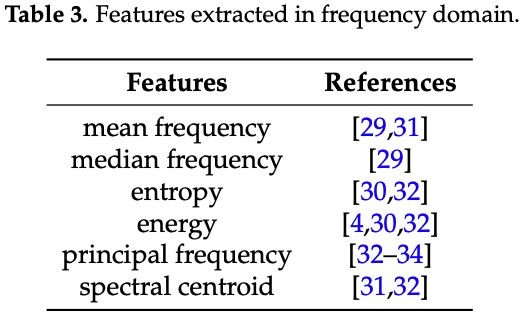 Table 3. Features extracted in frequency domain.
Features References
mean frequency [29,31]
median frequency [29]
entropy [30,32]
energy [4,30,32]
principal frequency [32–34]
spectral centroid [31,32]